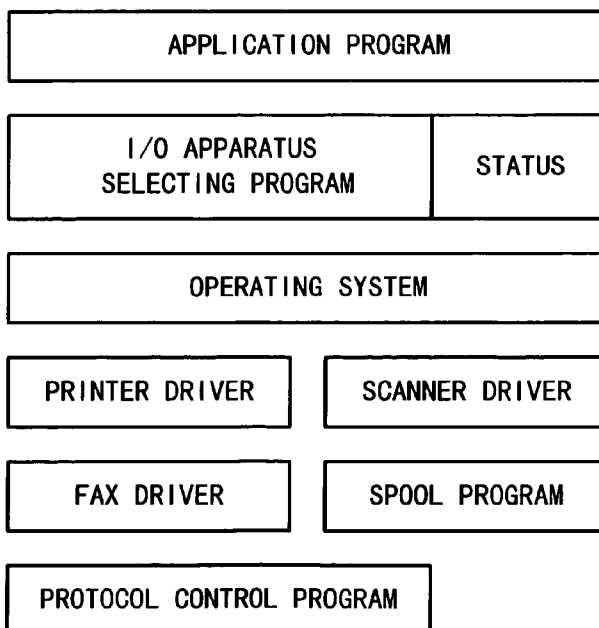 APPLICATION PROGRAM
I/O APPARATUS
SELECTING PROGRAM
STATUS
OPERATING SYSTEM
PRINTER DRIVER
SCANNER DRIVER
FAX DRIVER
SPOOL PROGRAM
PROTOCOL CONTROL PROGRAM